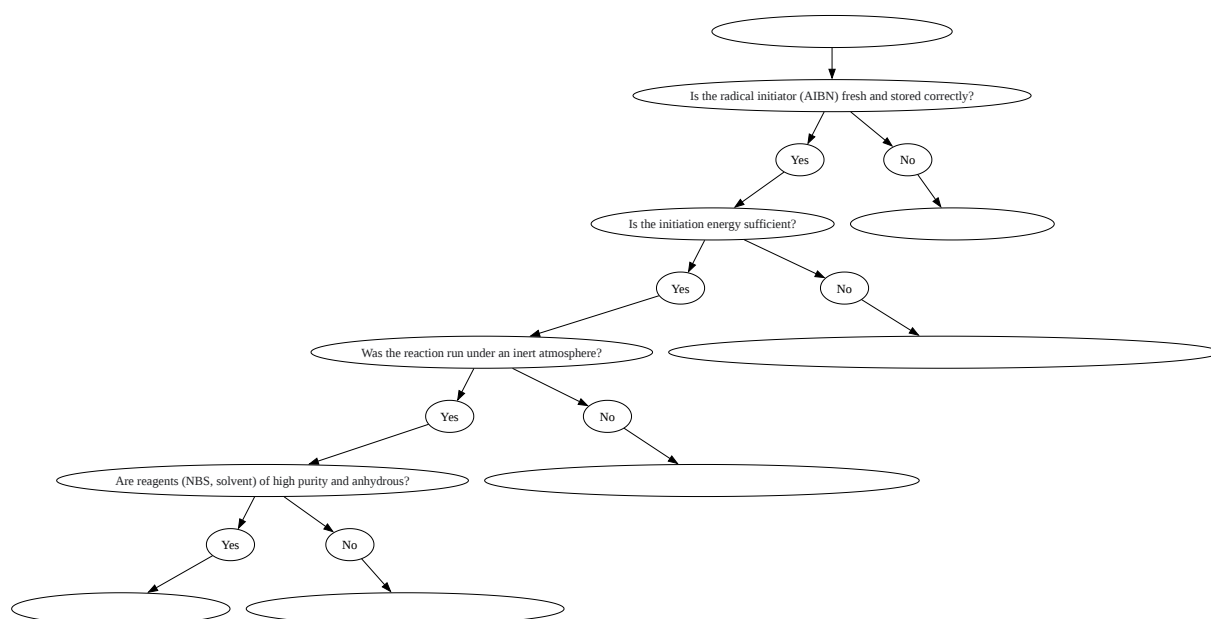 Is the radical initiator (AIBN) fresh and stored correctly?
Yes
No
Is the initiation energy sufficient?
Yes
No
Was the reaction run under an inert atmosphere?
Yes
No
Are reagents (NBS, solvent) of high purity and anhydrous?
Yes
No